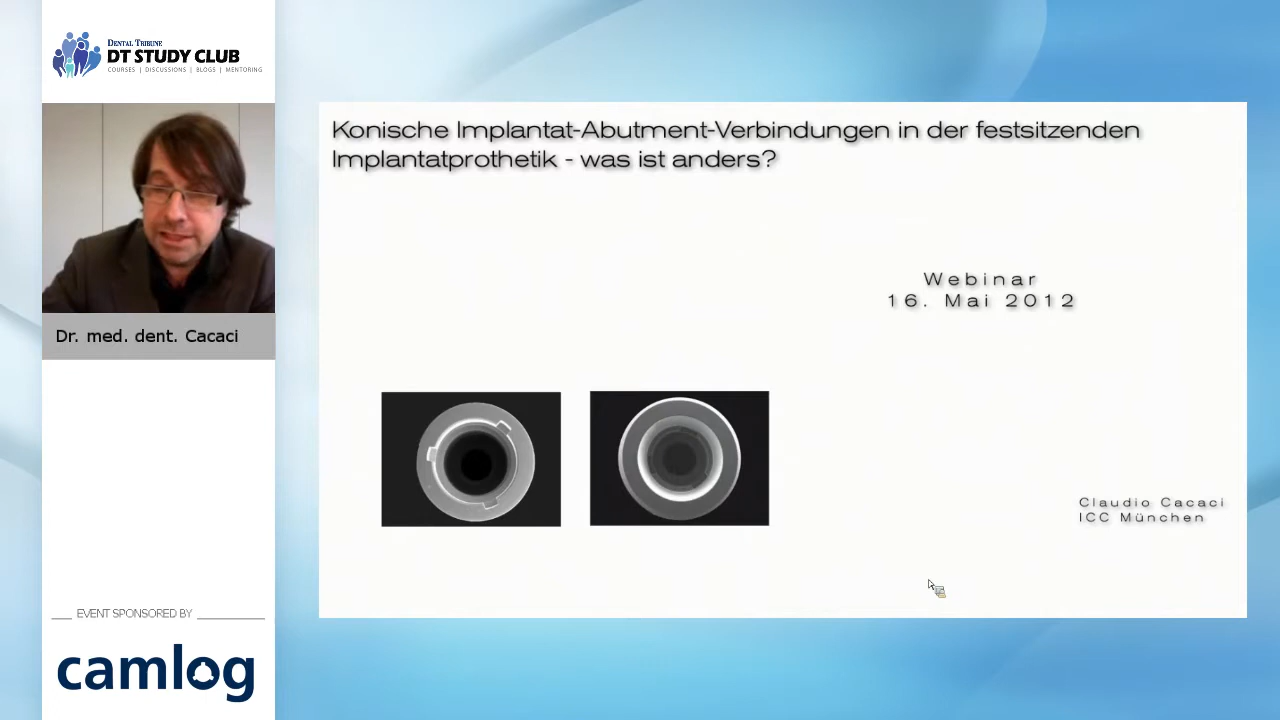 DENTAL TRIBUNE
DT STUDY CLUB
COURSES | DISCUSSIONS | BLOGS | MENTORING
Dr. med. dent. Cacaci
EVENT SPONSORED BY
camlog
Konische Implantat-Abutment-Verbindungen in der festsitzenden
Implantatprothetik - was ist anders?
Webinar
16. Mai 2012
Claudio Cacaci
ICC München